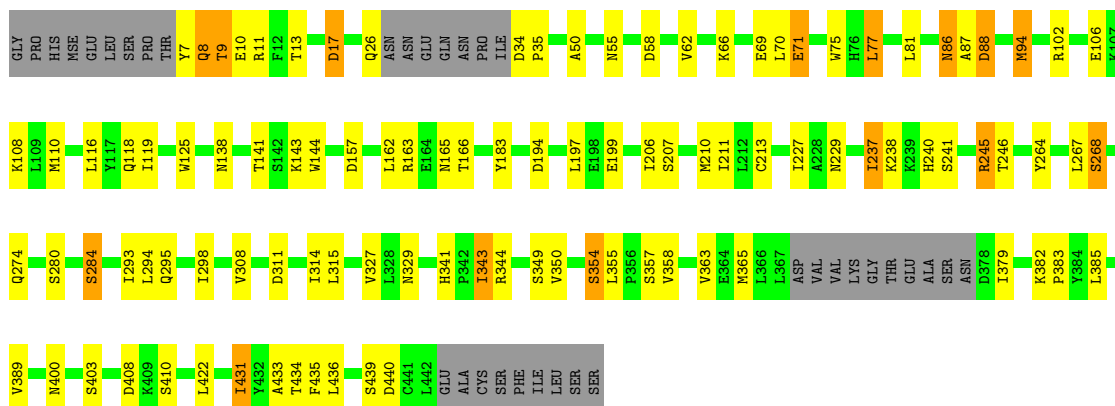 GLY PRO HIS MSE GLU LEU SER PRO THR Y7 Q8 T9 E10 R11 F12 T13 D17 Q26 ASN ASN GLU GLN ASN PRO ILE D34 P35 A50 N55 D58 V62 K66 E69 L70 E71 W75 H76 L77 L81 N86 A87 D88 M94 R102 E106 K107
K108 L109 M110 L116 Y117 Q118 I119 W125 N138 T141 S142 K143 W144 D157 L162 R163 E164 N165 T166 Y183 D194 L197 E198 E199 I206 S207 M210 I211 L212 C213 I227 A228 N229 I237 K238 K239 H240 S241 R245 T246 Y264 L267 S268
Q274 S280 S284 I293 L294 Q295 I298 V308 D311 I314 L315 V327 L328 N329 H341 P342 I343 R344 S349 V350 S354 L355 P356 S357 V358 V363 E364 M365 L366 L367 ASP VAL VAL LYS GLY THR GLU ALA SER ASN D378 I379 K382 P383 Y384 L385
V389 N400 S403 D408 K409 S410 L422 I431 Y432 A433 T434 F435 L436 S439 D440 C441 L442 GLU ALA CYS SER PHE ILE LEU SER SER